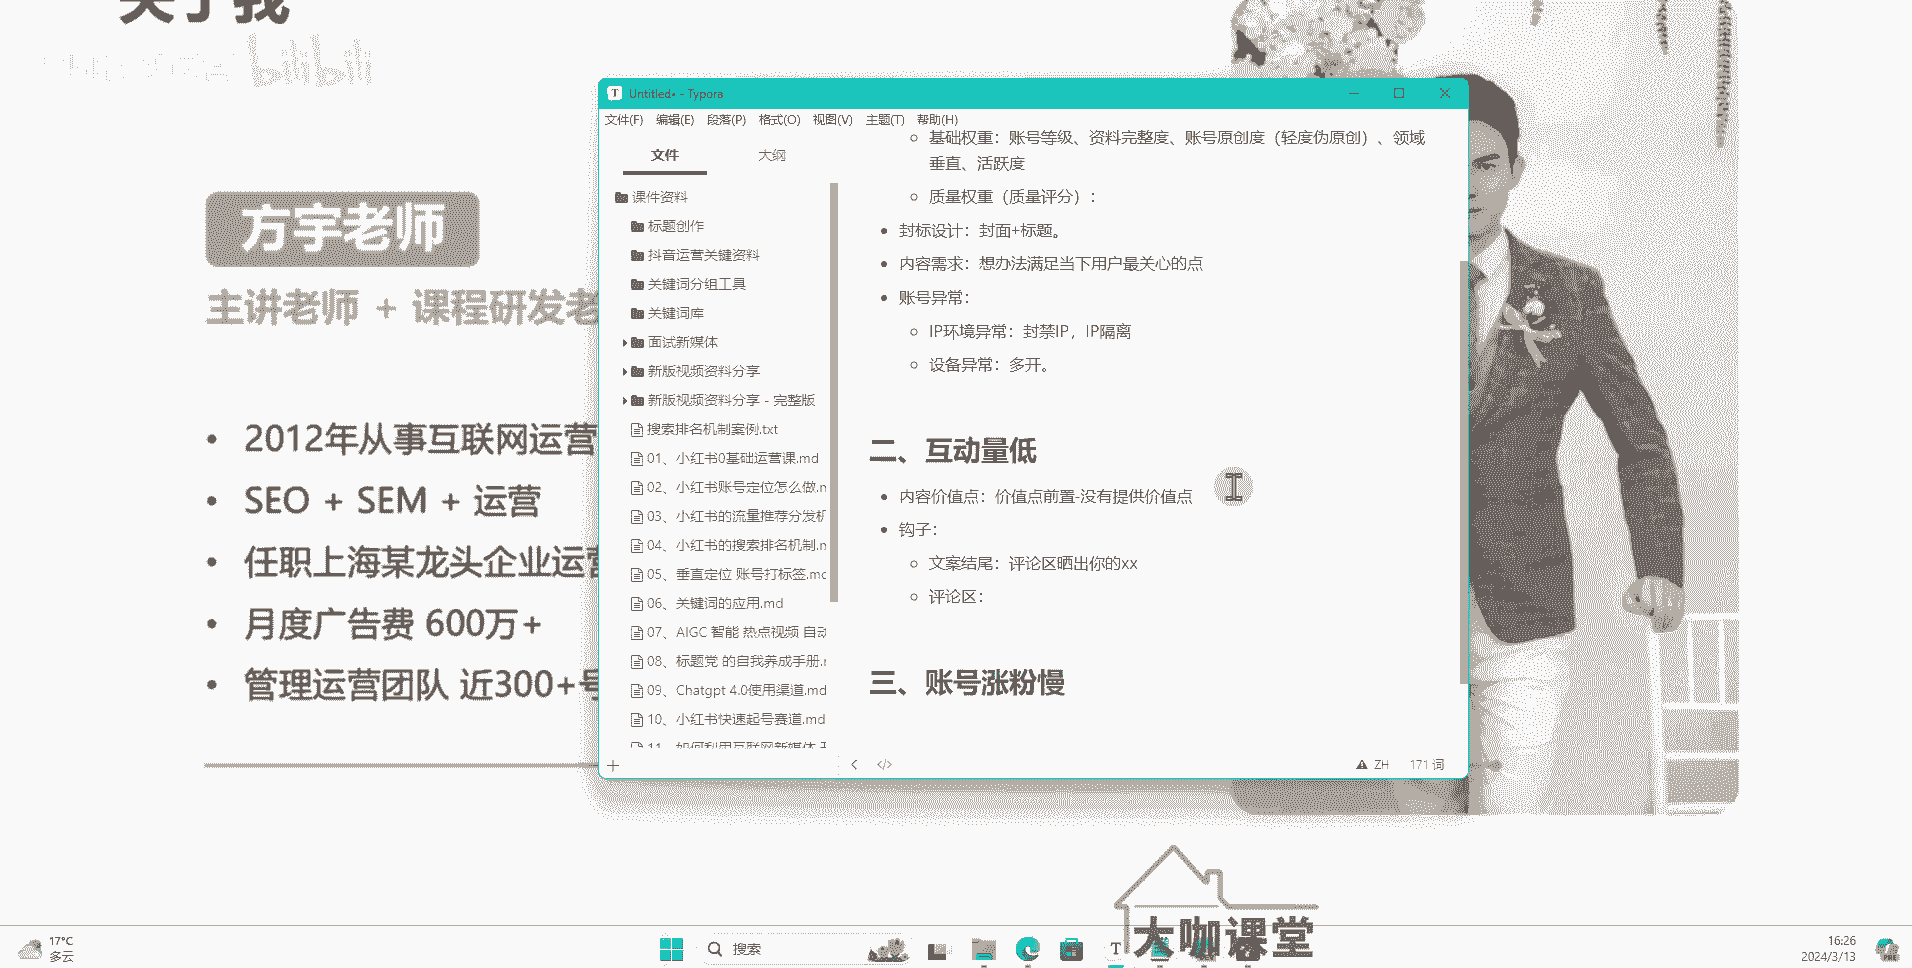 关于我
bilibili
方宇老师
主讲老师 + 课程研发老
2012年从事互联网运营
SEO + SEM + 运营
任职上海某龙头企业运营
月度广告费 600万+
管理运营团队 近300+号
Untitled• - Typora
文件(F) 编辑(E) 段落(P) 格式(O) 视图(V) 主题(T) 帮助(H)
文件 大纲
课件资料
标题创作
抖音运营关键资料
关键词分组工具
关键词库
面试新媒体
新版视频资料分享
新版视频资料分享 - 完整版
搜索排名机制案例.txt
01、小红书0基础运营课.md
02、小红书账号定位怎么做.m
03、小红书的流量推荐分发机
04、小红书的搜索排名机制.m
05、垂直定位 账号打标签.md
06、关键词的应用.md
07、AIGC 智能 热点视频 自动
08、标题党 的自我养成手册.m
09、Chatgpt 4.0使用渠道.md
10、小红书快速起号赛道.md
11、如何利用互联网新媒体
基础权重：账号等级、资料完整度、账号原创度（轻度伪原创）、领域
垂直、活跃度
质量权重（质量评分）：
封标设计：封面+标题。
内容需求：想办法满足当下用户最关心的点
账号异常：
IP环境异常：封禁IP，IP隔离
设备异常：多开。
二、互动量低
内容价值点：价值点前置-没有提供价值点
钩子：
文案结尾：评论区晒出你的xx
评论区：
三、账号涨粉慢
ZH 171 词
大咖课堂
17°C
多云
搜索
16:26
2024/3/13